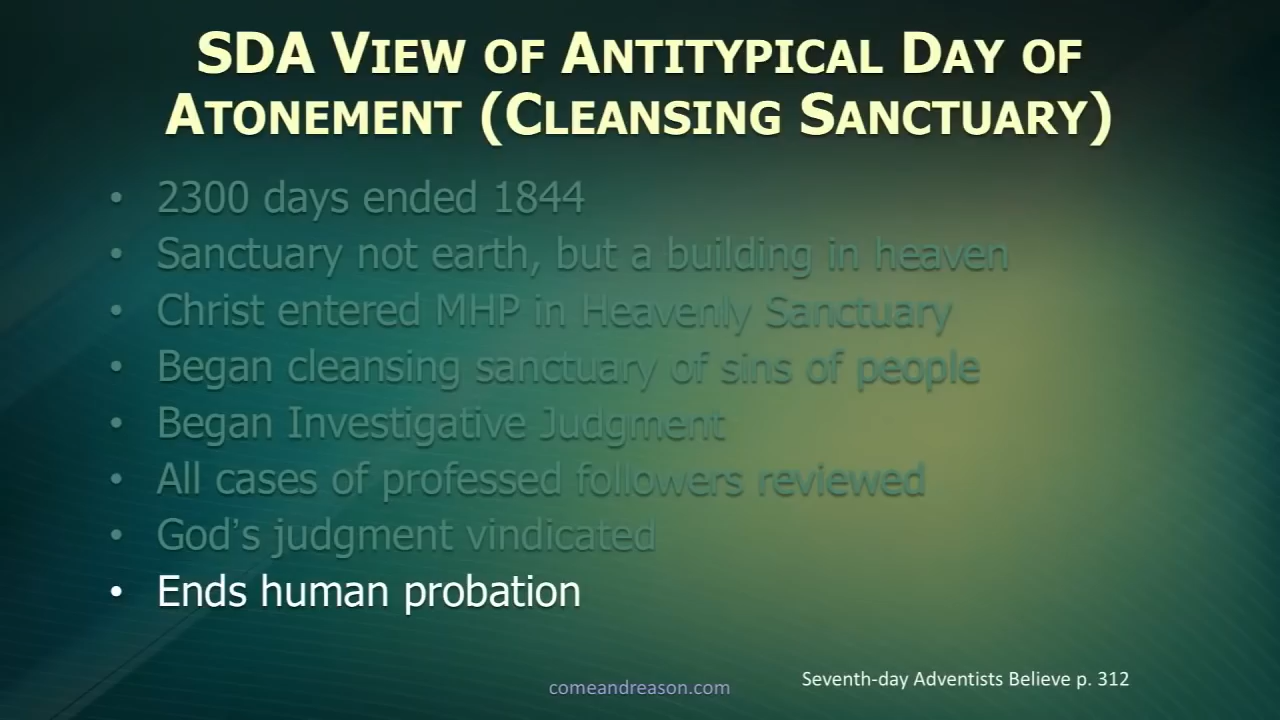 SDA VIEW OF ANTITYPICAL DAY OF
ATONEMENT (CLEANSING SANCTUARY)
• 2300 days ended 1844
• Sanctuary not earth, but a building in heaven
• Christ entered MHP in Heavenly Sanctuary
• Began cleansing sanctuary of sins of people
• Began Investigative Judgment
• All cases of professed followers reviewed
• God's judgment vindicated
• Ends human probation
Seventh-day Adventists Believe p. 312
comeandreason.com